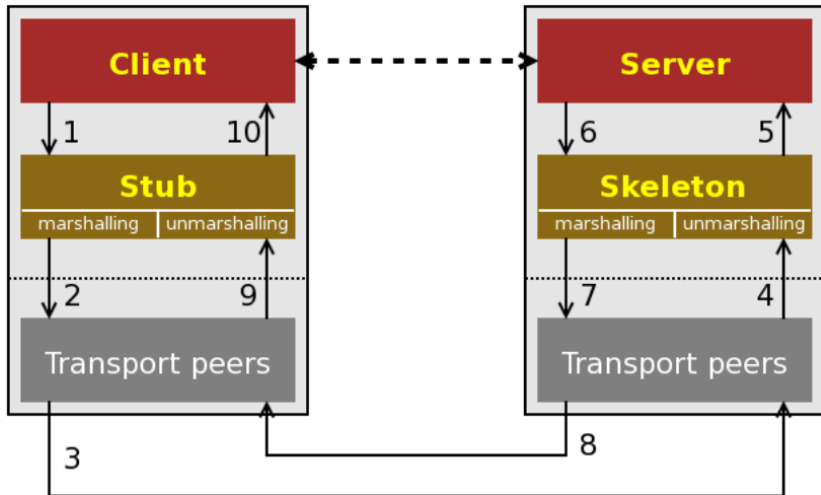 Client
Server
1
10
6
5
Stub
Skeleton
marshalling
unmarshalling
marshalling
unmarshalling
2
9
7
4
Transport peers
Transport peers
3
8